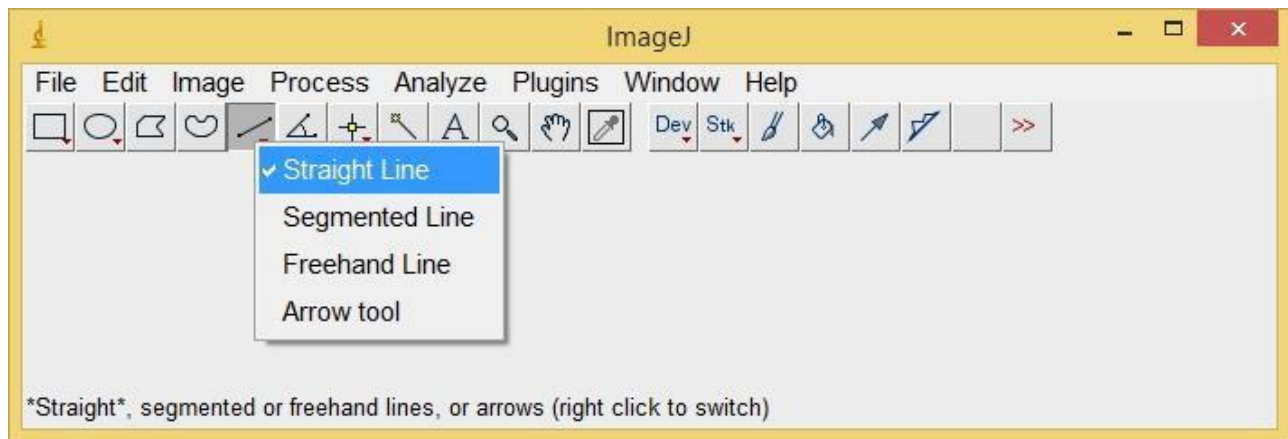 ImageJ
File Edit Image Process Analyze Plugins Window Help
A Dev Stk >>
Straight Line
Segmented Line
Freehand Line
Arrow tool
*Straight*, segmented or freehand lines, or arrows (right click to switch)